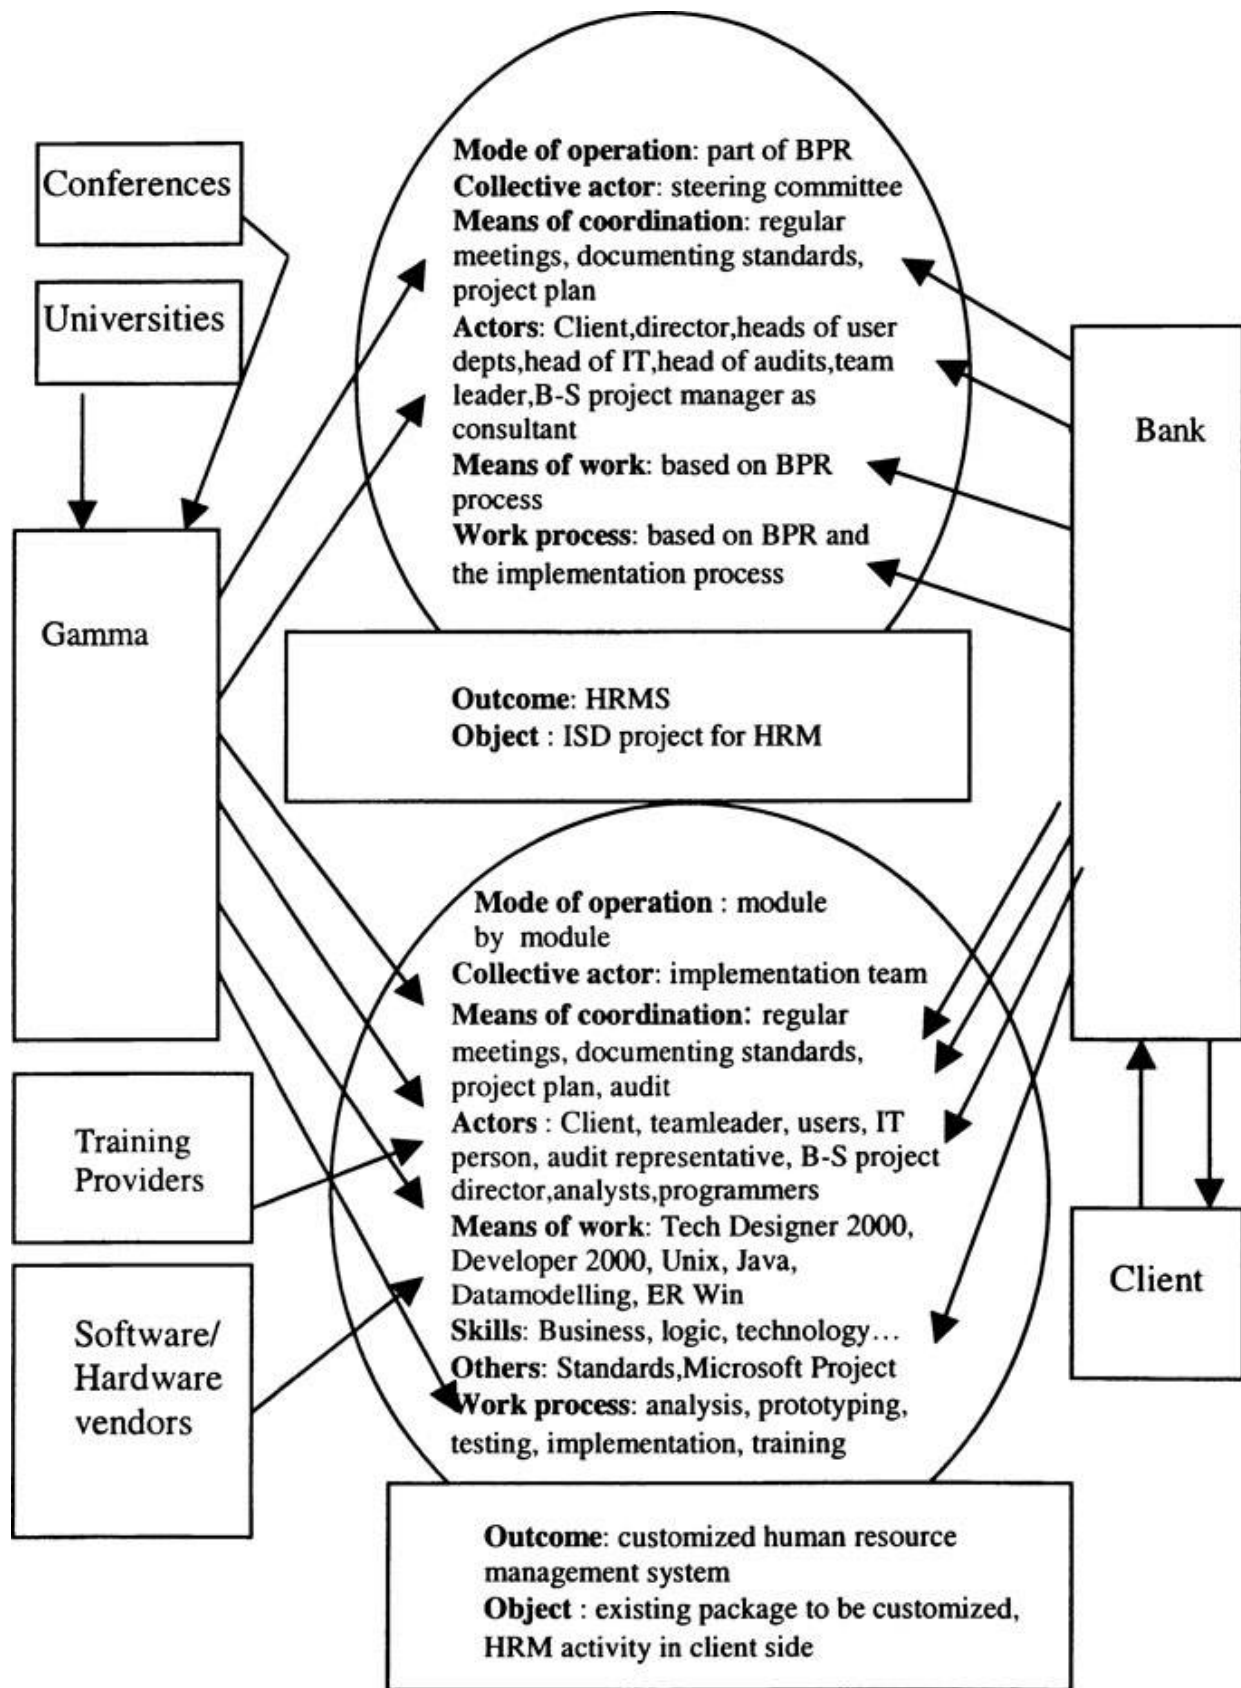 Conferences
Universities
Gamma
Training
Providers
Software/
Hardware
vendors
Mode of operation: part of BPR
Collective actor: steering committee
Means of coordination: regular
meetings, documenting standards,
project plan
Actors: Client,director,heads of user
depts,head of IT,head of audits,team
leader,B-S project manager as
consultant
Means of work: based on BPR
process
Work process: based on BPR and
the implementation process
Outcome: HRMS
Object : ISD project for HRM
Mode of operation : module
by module
Collective actor: implementation team
Means of coordination: regular
meetings, documenting standards,
project plan, audit
Actors : Client, teamleader, users, IT
person, audit representative, B-S project
director,analysts,programmers
Means of work: Tech Designer 2000,
Developer 2000, Unix, Java,
Datamodelling, ER Win
Skills: Business, logic, technology…
Others: Standards,Microsoft Project
Work process: analysis, prototyping,
testing, implementation, training
Outcome: customized human resource
management system
Object : existing package to be customized,
HRM activity in client side
Bank
Client